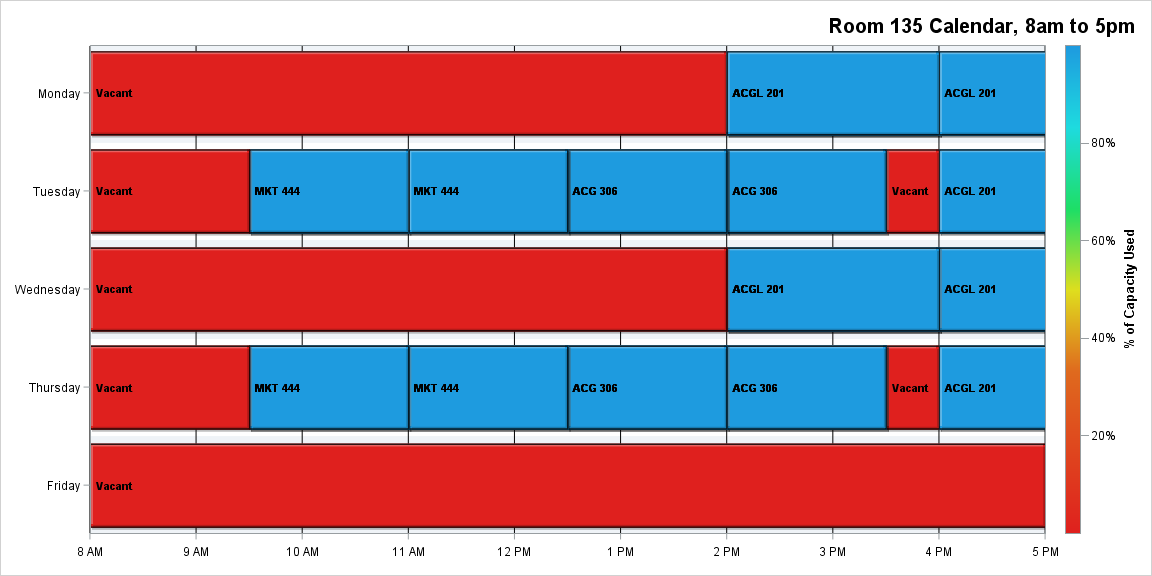 Room 135 Calendar, 8am to 5pm
Monday Vacant ACGL 201 ACGL 201
Tuesday Vacant MKT 444 MKT 444 ACG 306 ACG 306 Vacant ACGL 201
Wednesday Vacant ACGL 201 ACGL 201
Thursday Vacant MKT 444 MKT 444 ACG 306 ACG 306 Vacant ACGL 201
Friday Vacant
8 AM 9 AM 10 AM 11 AM 12 PM 1 PM 2 PM 3 PM 4 PM 5 PM
80%
60%
40%
20%
% of Capacity Used